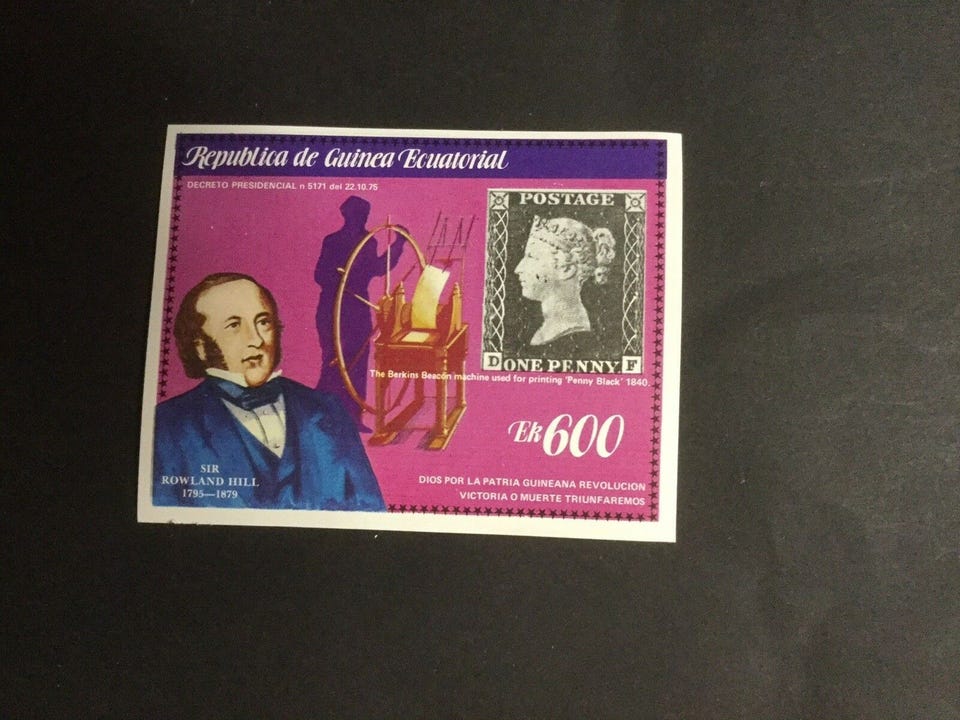 Republica de Guinea Ecuatorial
DECRETO PRESIDENCIAL n 5171 del 22.10.75
POSTAGE
D ONE PENNY. F
The Berkins Beacon machine used for printing 'Penny Black' 1840.
Ek600
SIR
ROWLAND HILL
1795—1879
DIOS POR LA PATRIA GUINEANA REVOLUCION
VICTORIA O MUERTE TRIUNFAREMOS